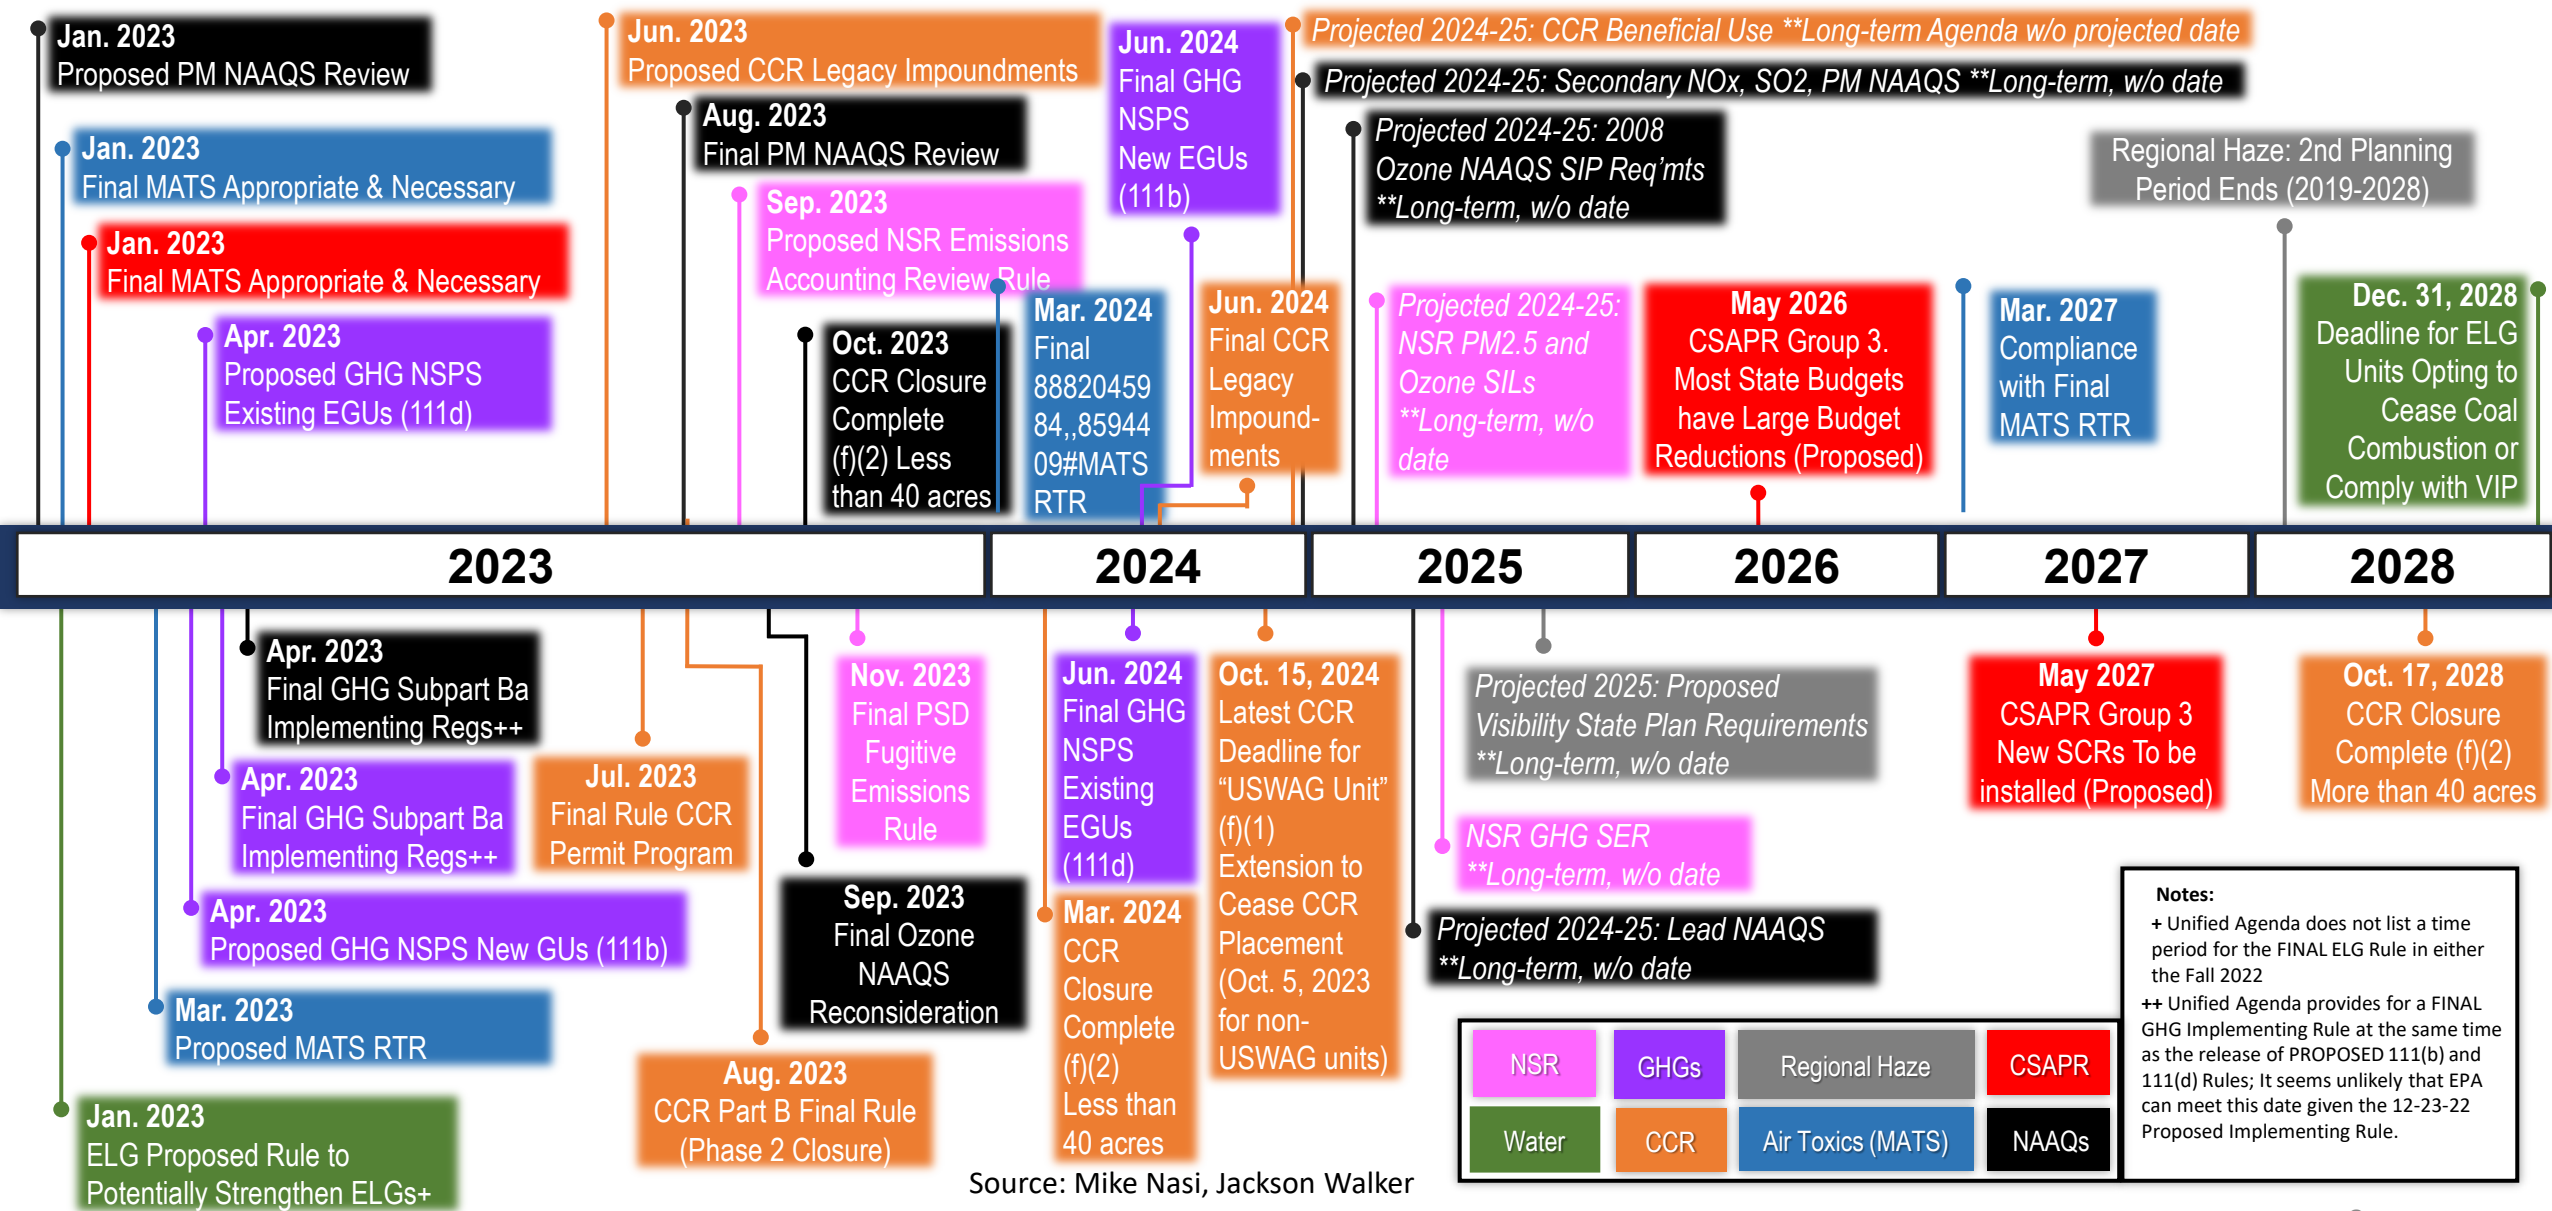 Jan. 2023
Proposed PM NAAQS Review
Jan. 2023
Final MATS Appropriate & Necessary
Jan. 2023
Final MATS Appropriate & Necessary
Apr. 2023
Proposed GHG NSPS
Existing EGUs (111d)
Jun. 2023
Proposed CCR Legacy Impoundments
Aug. 2023
Final PM NAAQS Review
Sep. 2023
Proposed NSR Emissions
Accounting Review Rule
Oct. 2023
CCR Closure
Complete
(f)(2) Less
than 40 acres
Mar. 2024
Final
88820459
84,,85944
09#MATS
RTR
Jun. 2024
Final GHG
NSPS
New EGUs
(111b)
Jun. 2024
Final CCR
Legacy
Impound-
ments
Projected 2024-25: CCR Beneficial Use **Long-term Agenda w/o projected date
Projected 2024-25: Secondary NOx, SO2, PM NAAQS **Long-term, w/o date
Projected 2024-25: 2008
Ozone NAAQS SIP Req'mts
**Long-term, w/o date
Projected 2024-25:
NSR PM2.5 and
Ozone SILs
**Long-term, w/o
date
May 2026
CSAPR Group 3.
Most State Budgets
have Large Budget
Reductions (Proposed)
Mar. 2027
Compliance
with Final
MATS RTR
Regional Haze: 2nd Planning
Period Ends (2019-2028)
Dec. 31, 2028
Deadline for ELG
Units Opting to
Cease Coal
Combustion or
Comply with VIP
2023
2024
2025
2026
2027
2028
Apr. 2023
Final GHG Subpart Ba
Implementing Regs++
Apr. 2023
Final GHG Subpart Ba
Implementing Regs++
Apr. 2023
Proposed GHG NSPS New GUs (111b)
Mar. 2023
Proposed MATS RTR
Jan. 2023
ELG Proposed Rule to
Potentially Strengthen ELGs+
Jul. 2023
Final Rule CCR
Permit Program
Aug. 2023
CCR Part B Final Rule
(Phase 2 Closure)
Sep. 2023
Final Ozone
NAAQS
Reconsideration
Nov. 2023
Final PSD
Fugitive
Emissions
Rule
Jun. 2024
Final GHG
NSPS
Existing
EGUs
(111d)
Mar. 2024
CCR
Closure
Complete
(f)(2)
Less than
40 acres
Oct. 15, 2024
Latest CCR
Deadline for
“USWAG Unit”
(f)(1)
Extension to
Cease CCR
Placement
(Oct. 5, 2023
for non-
USWAG units)
Projected 2025: Proposed
Visibility State Plan Requirements
**Long-term, w/o date
NSR GHG SER
**Long-term, w/o date
Projected 2024-25: Lead NAAQS
**Long-term, w/o date
May 2027
CSAPR Group 3
New SCRs To be
installed (Proposed)
Oct. 17, 2028
CCR Closure
Complete (f)(2)
More than 40 acres
NSR
GHGs
Regional Haze
CSAPR
Water
CCR
Air Toxics (MATS)
NAAQs
Notes:
+ Unified Agenda does not list a time
period for the FINAL ELG Rule in either
the Fall 2022
++ Unified Agenda provides for a FINAL
GHG Implementing Rule at the same time
as the release of PROPOSED 111(b) and
111(d) Rules; It seems unlikely that EPA
can meet this date given the 12-23-22
Proposed Implementing Rule.
Source: Mike Nasi, Jackson Walker